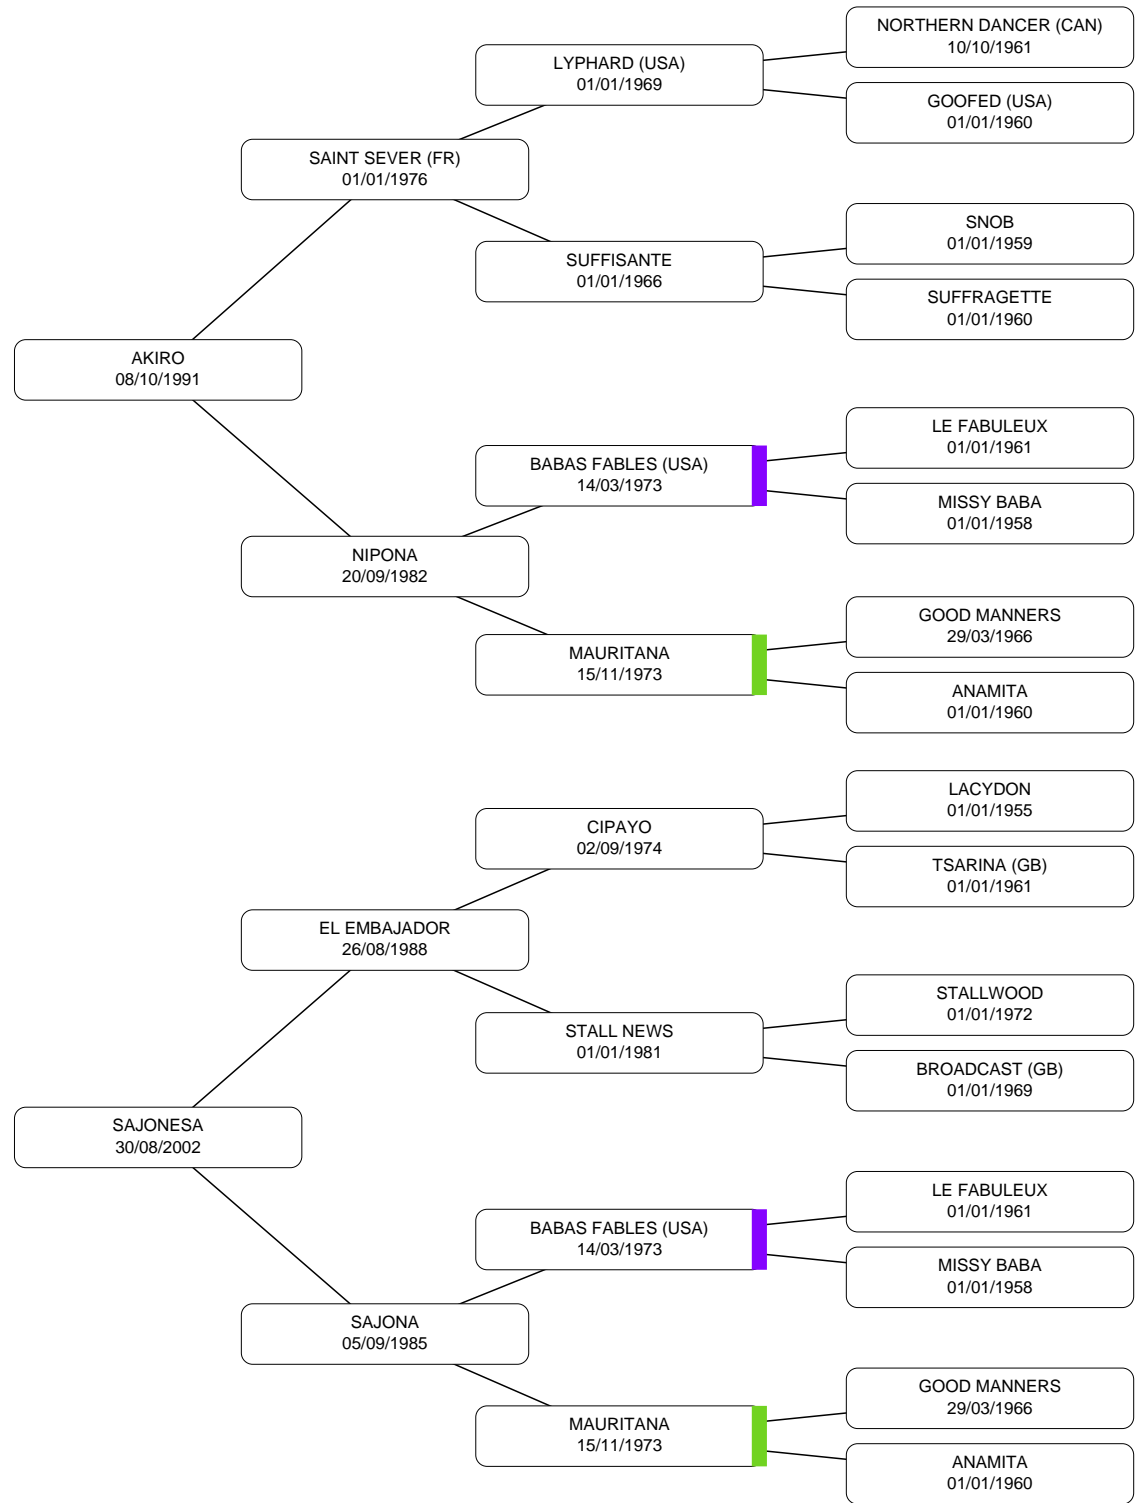 NORTHERN DANCER (CAN)
10/10/1961
LYPHARD (USA)
01/01/1969
GOOFED (USA)
01/01/1960
SAINT SEVER (FR)
01/01/1976
SNOB
01/01/1959
SUFFISANTE
01/01/1966
SUFFRAGETTE
01/01/1960
AKIRO
08/10/1991
LE FABULEUX
01/01/1961
BABAS FABLES (USA)
14/03/1973
MISSY BABA
01/01/1958
NIPONA
20/09/1982
GOOD MANNERS
29/03/1966
MAURITANA
15/11/1973
ANAMITA
01/01/1960
LACYDON
01/01/1955
CIPAYO
02/09/1974
TSARINA (GB)
01/01/1961
EL EMBAJADOR
26/08/1988
STALLWOOD
01/01/1972
STALL NEWS
01/01/1981
BROADCAST (GB)
01/01/1969
SAJONESA
30/08/2002
LE FABULEUX
01/01/1961
BABAS FABLES (USA)
14/03/1973
MISSY BABA
01/01/1958
SAJONA
05/09/1985
GOOD MANNERS
29/03/1966
MAURITANA
15/11/1973
ANAMITA
01/01/1960